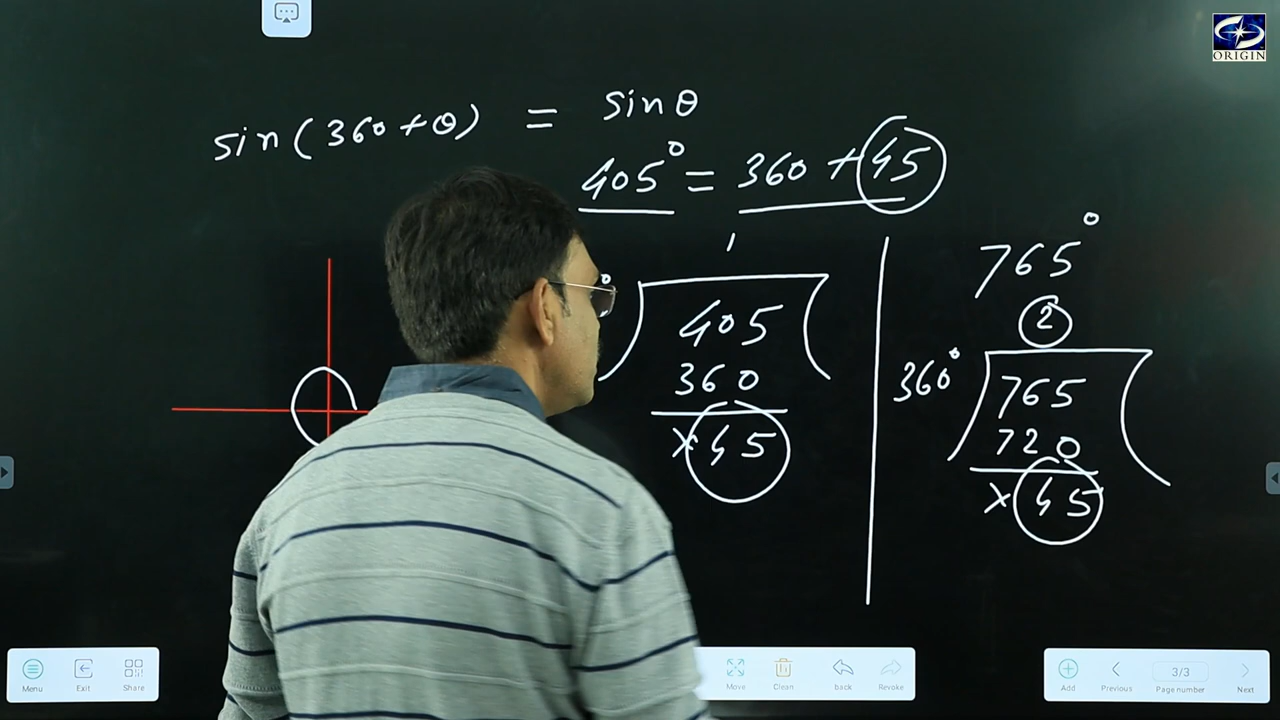 ORIGIN
sin(360+θ) = sinθ
405° = 360 + 45
1
405
360
×45
765°
2
360° 765
720
×45
Menu Exit Share
Move Clean back Revoke
Add Previous 3/3 Page number Next